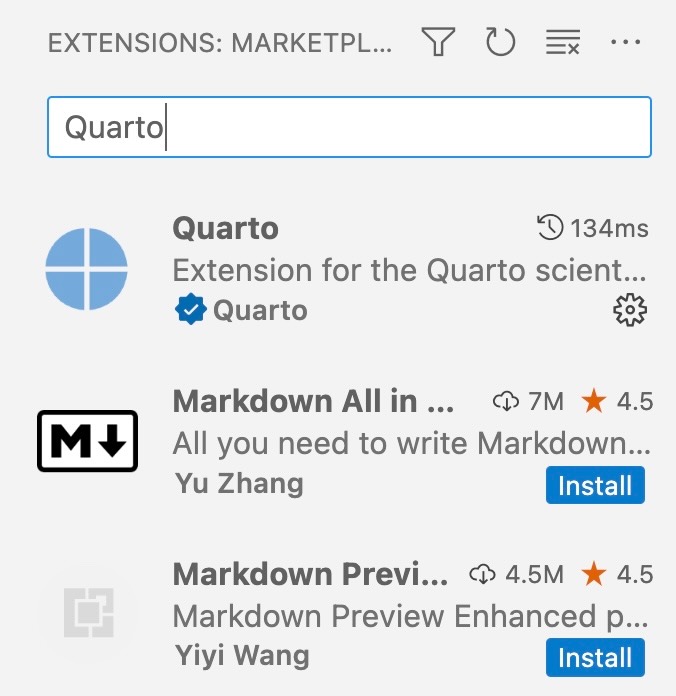 EXTENSIONS: MARKETPL...
Quarto
Quarto 134ms
Extension for the Quarto scient...
Quarto
Markdown All in ... 7M 4.5
All you need to write Markdown...
Yu Zhang Install
Markdown Previ... 4.5M 4.5
Markdown Preview Enhanced p...
Yiyi Wang Install